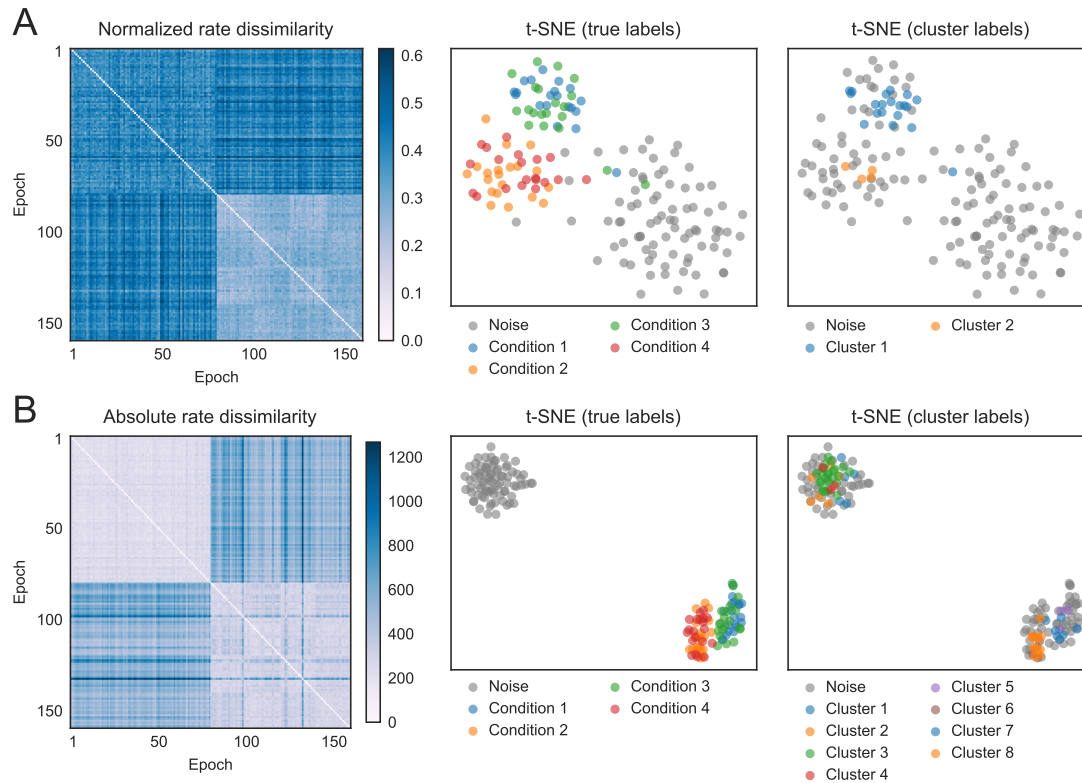 A
Normalized rate dissimilarity
t-SNE (true labels)
t-SNE (cluster labels)
1
50
100
150
Epoch
1
50
100
150
Epoch
0.6
0.5
0.4
0.3
0.2
0.1
0.0
Noise
Condition 1
Condition 2
Condition 3
Condition 4
Noise
Cluster 1
Cluster 2
B
Absolute rate dissimilarity
t-SNE (true labels)
t-SNE (cluster labels)
1
50
100
150
Epoch
1
50
100
150
Epoch
1200
1000
800
600
400
200
0
Noise
Condition 1
Condition 2
Condition 3
Condition 4
Noise
Cluster 1
Cluster 2
Cluster 3
Cluster 4
Cluster 5
Cluster 6
Cluster 7
Cluster 8